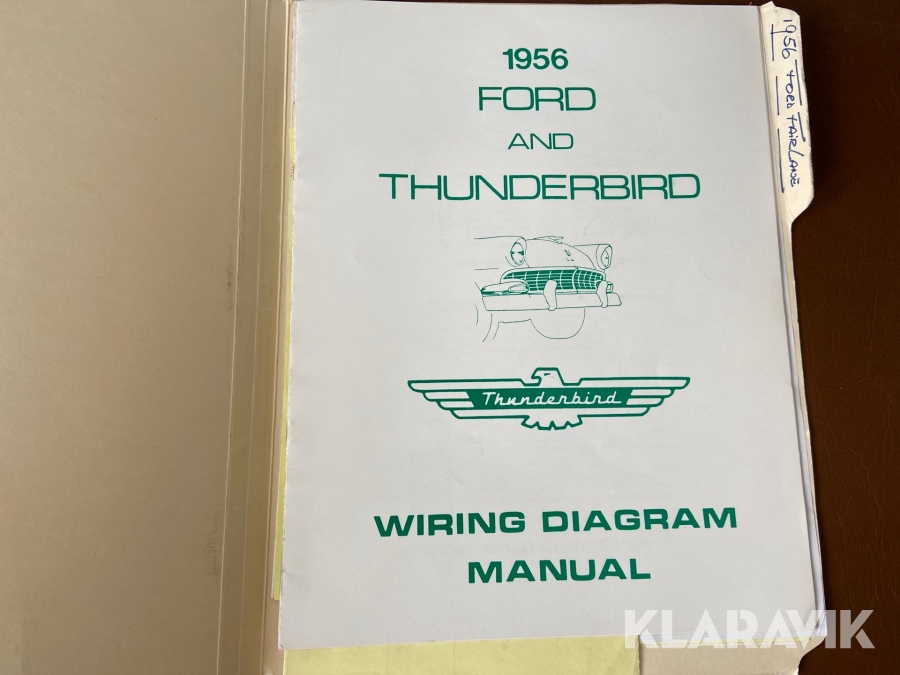 1956
FORD
AND
THUNDERBIRD
Thunderbird
WIRING DIAGRAM
MANUAL
1956 FORD FAIRLANE
KLARAVIK